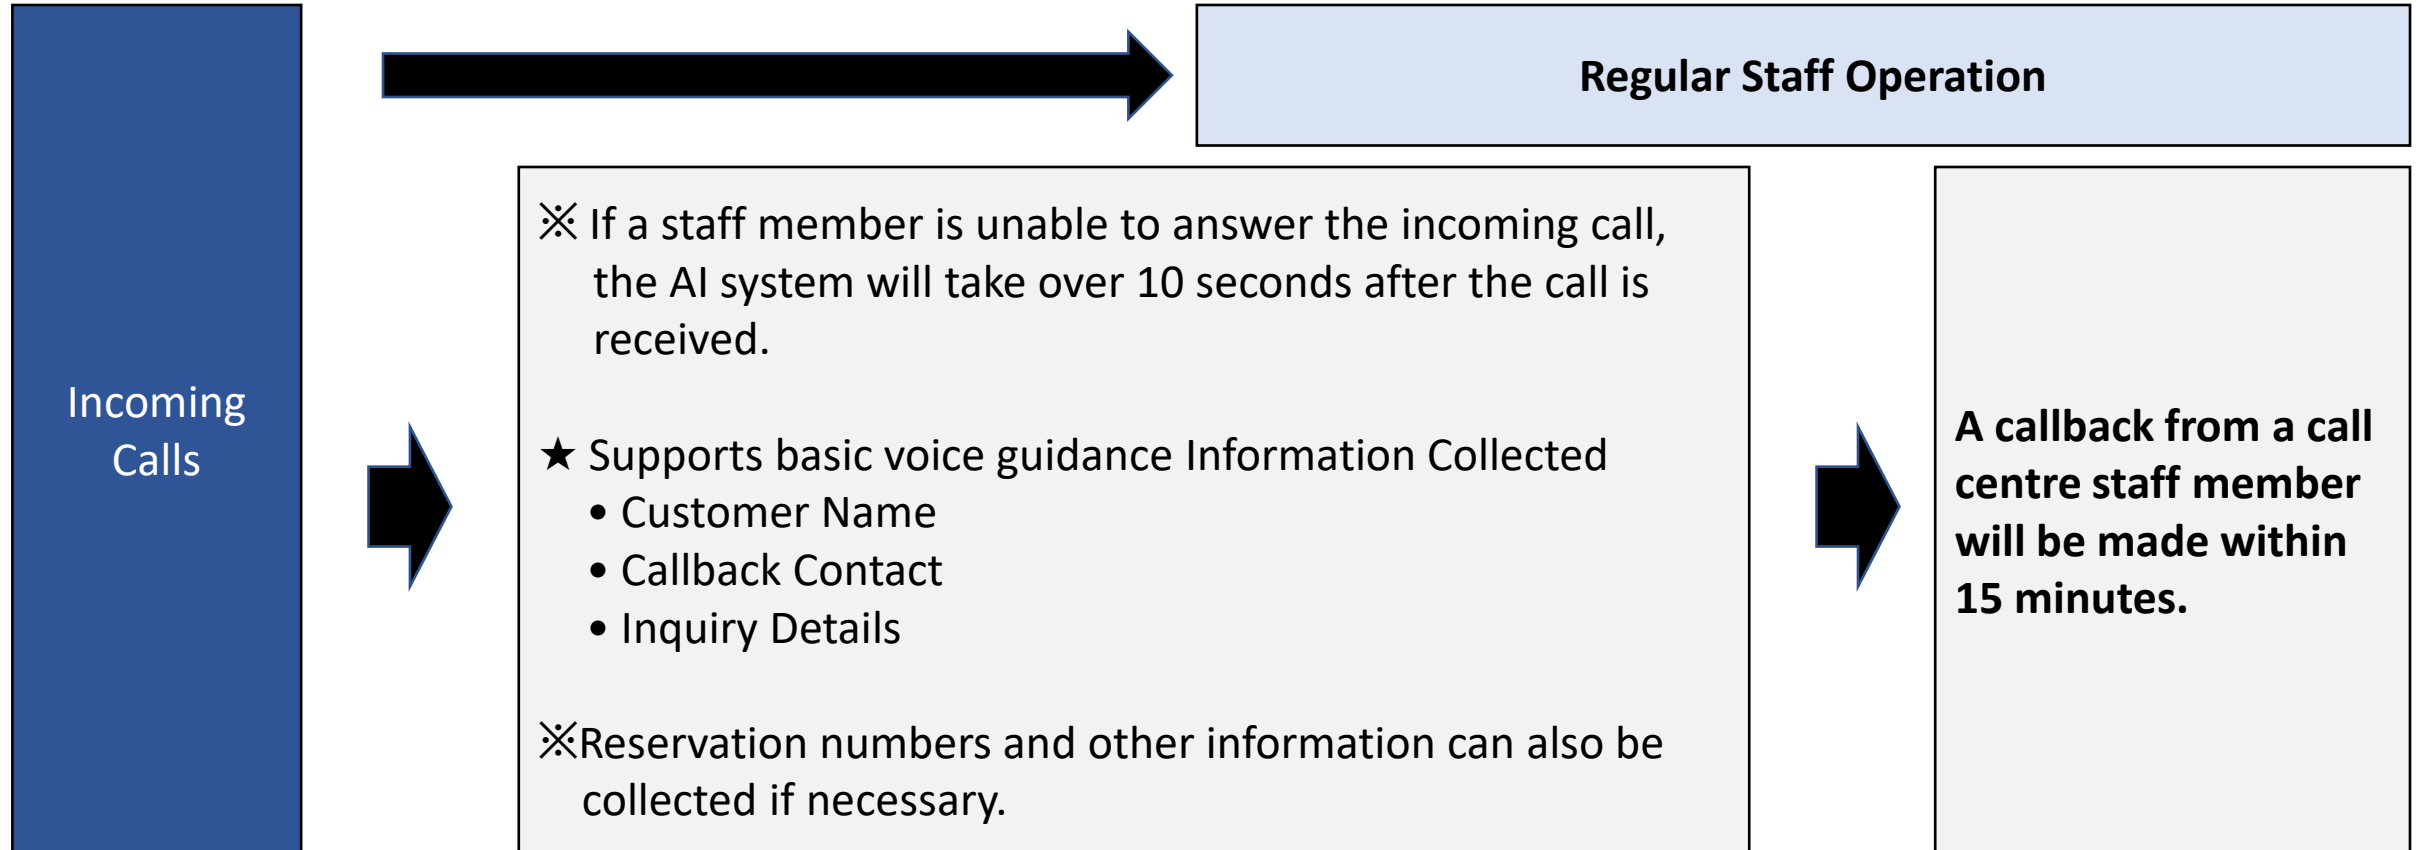 Incoming
Calls
Regular Staff Operation
※ If a staff member is unable to answer the incoming call,
the AI system will take over 10 seconds after the call is
received.
★ Supports basic voice guidance Information Collected
• Customer Name
• Callback Contact
• Inquiry Details
※Reservation numbers and other information can also be
collected if necessary.
A callback from a call
centre staff member
will be made within
15 minutes.